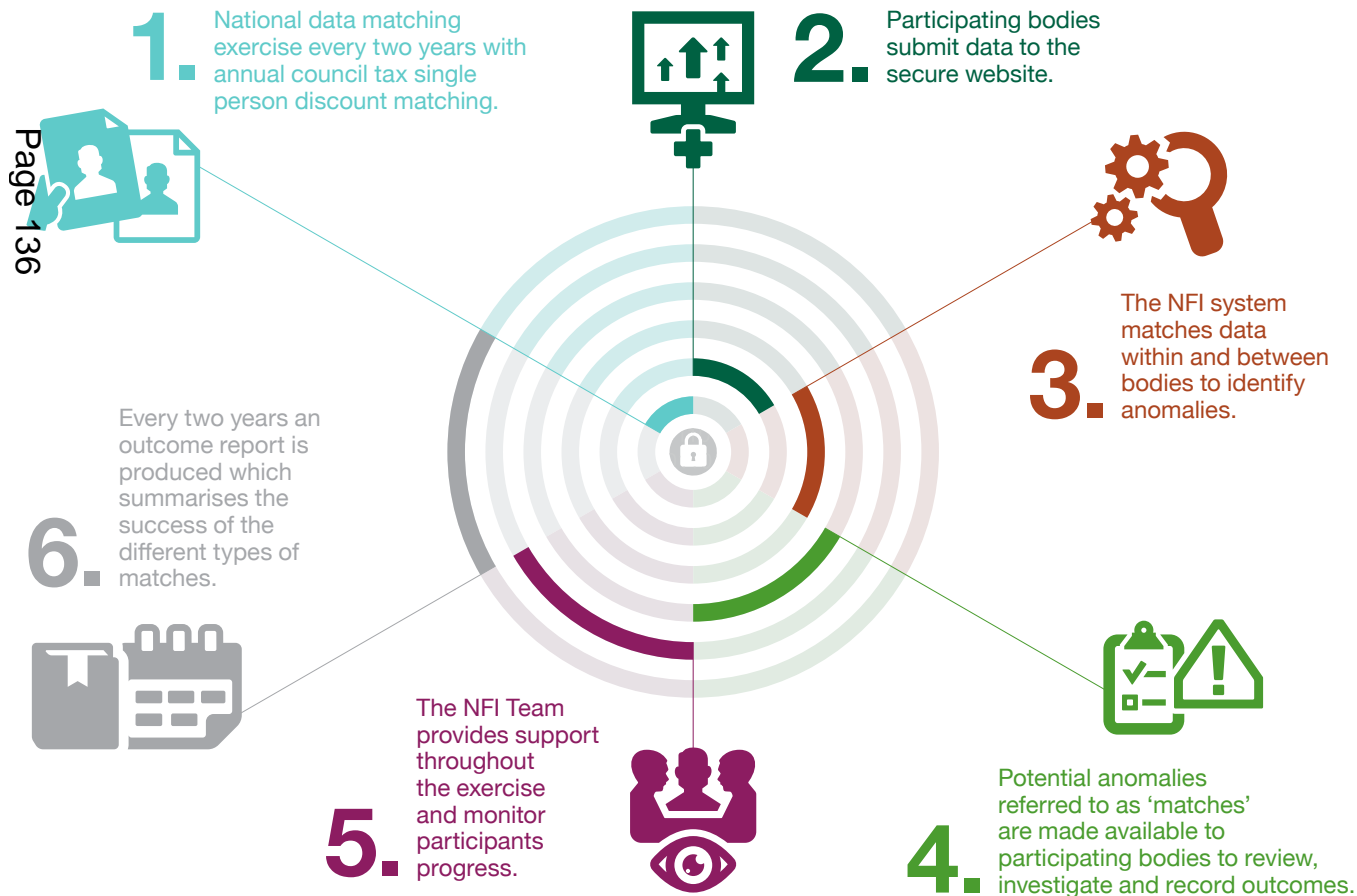 1.
National data matching
exercise every two years with
annual council tax single
person discount matching.
2.
Participating bodies
submit data to the
secure website.
Page 136
3.
The NFI system
matches data
within and between
bodies to identify
anomalies.
6.
Every two years an
outcome report is
produced which
summarises the
success of the
different types of
matches.
5.
The NFI Team
provides support
throughout
the exercise
and monitor
participants
progress.
4.
Potential anomalies
referred to as ‘matches’
are made available to
participating bodies to review,
investigate and record outcomes.